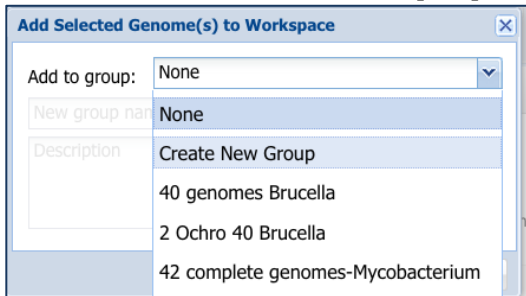 Add Selected Genome(s) to Workspace
Add to group: None
New group nam
None
Description
Create New Group
40 genomes Brucella
2 Ochro 40 Brucella
42 complete genomes-Mycobacterium